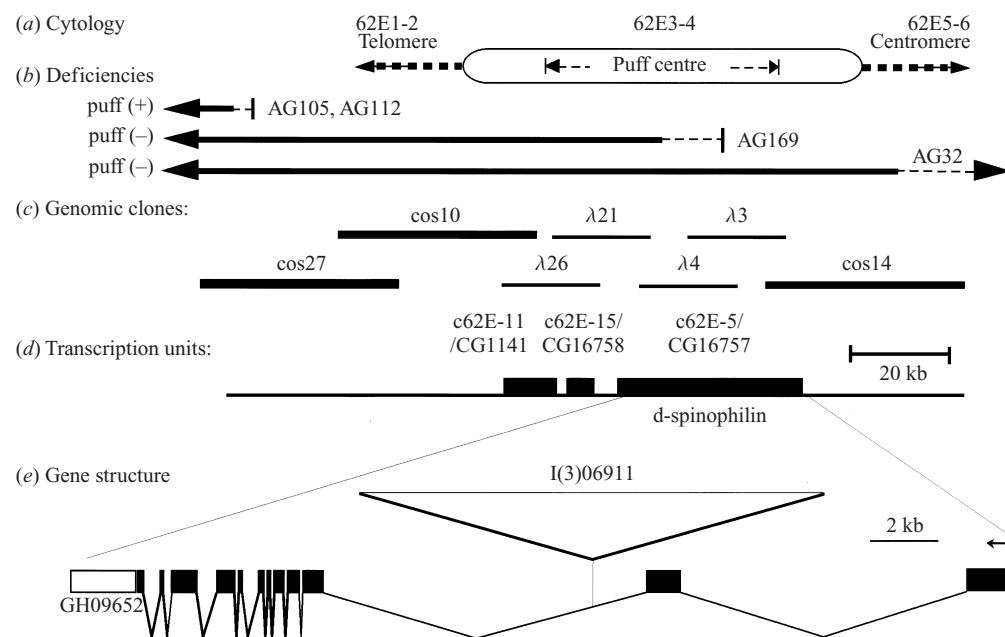 (a) Cytology
62E1-2
Telomere
62E3-4
Puff centre
62E5-6
Centromere
(b) Deficiencies
puff (+)
AG105, AG112
puff (–)
AG169
puff (–)
AG32
(c) Genomic clones:
cos10
λ21
λ3
cos27
λ26
λ4
cos14
(d) Transcription units:
c62E-11
/CG1141
c62E-15/
CG16758
c62E-5/
CG16757
20 kb
d-spinophilin
(e) Gene structure
I(3)06911
2 kb
GH09652